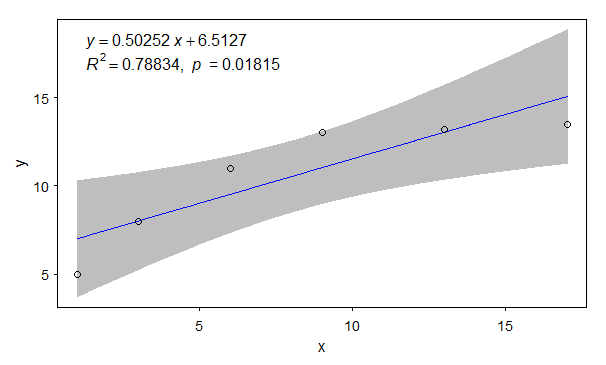 y = 0.50252 x + 6.5127
R² = 0.78834, p = 0.01815
15
10
5
y
5 10 15
x